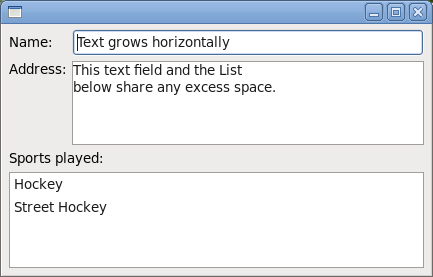 Name: Text grows horizontally
Address: This text field and the List
below share any excess space.
Sports played:
Hockey
Street Hockey